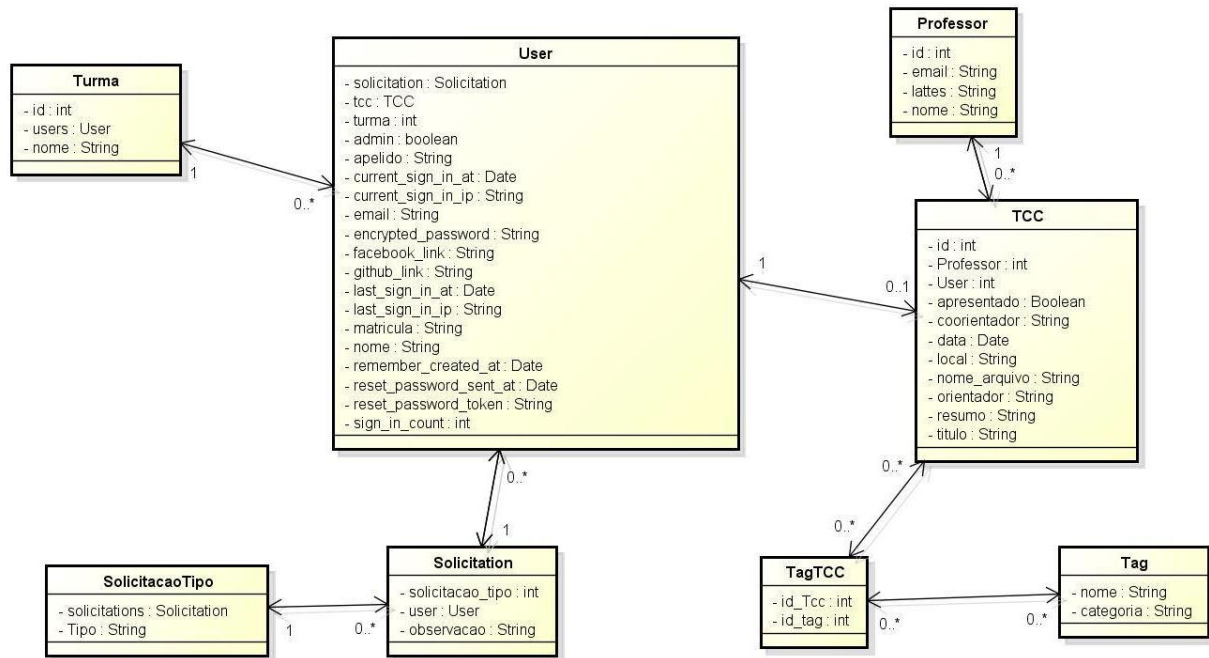 Turma
- id : int
- users : User
- nome : String
1
0..*
User
- solicitation : Solicitation
- tcc : TCC
- turma : int
- admin : boolean
- apelido : String
- current_sign_in_at : Date
- current_sign_in_ip : String
- email : String
- encrypted_password : String
- facebook_link : String
- github_link : String
- last_sign_in_at : Date
- last_sign_in_ip : String
- matricula : String
- nome : String
- remember_created_at : Date
- reset_password_sent_at : Date
- reset_password_token : String
- sign_in_count : int
Professor
- id : int
- email : String
- lattes : String
- nome : String
1
0..*
TCC
- id : int
- Professor : int
- User : int
- apresentado : Boolean
- coorientador : String
- data : Date
- local : String
- nome_arquivo : String
- orientador : String
- resumo : String
- titulo : String
1
0..1
0..*
1
0..*
0..*
SolicitacaoTipo
- solicitations : Solicitation
- Tipo : String
1
0..*
Solicitation
- solicitacao_tipo : int
- user : User
- observacao : String
TagTCC
- id_Tcc : int
- id_tag : int
0..*
0..*
Tag
- nome : String
- categoria : String